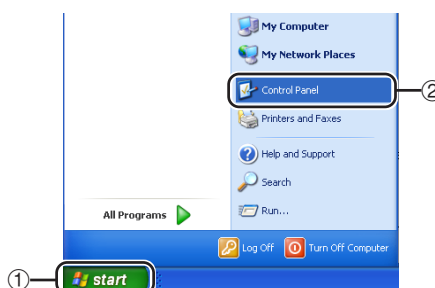 My Computer
My Network Places
Control Panel
②
Printers and Faxes
Help and Support
Search
All Programs
Run...
Log Off
Turn Off Computer
①
start